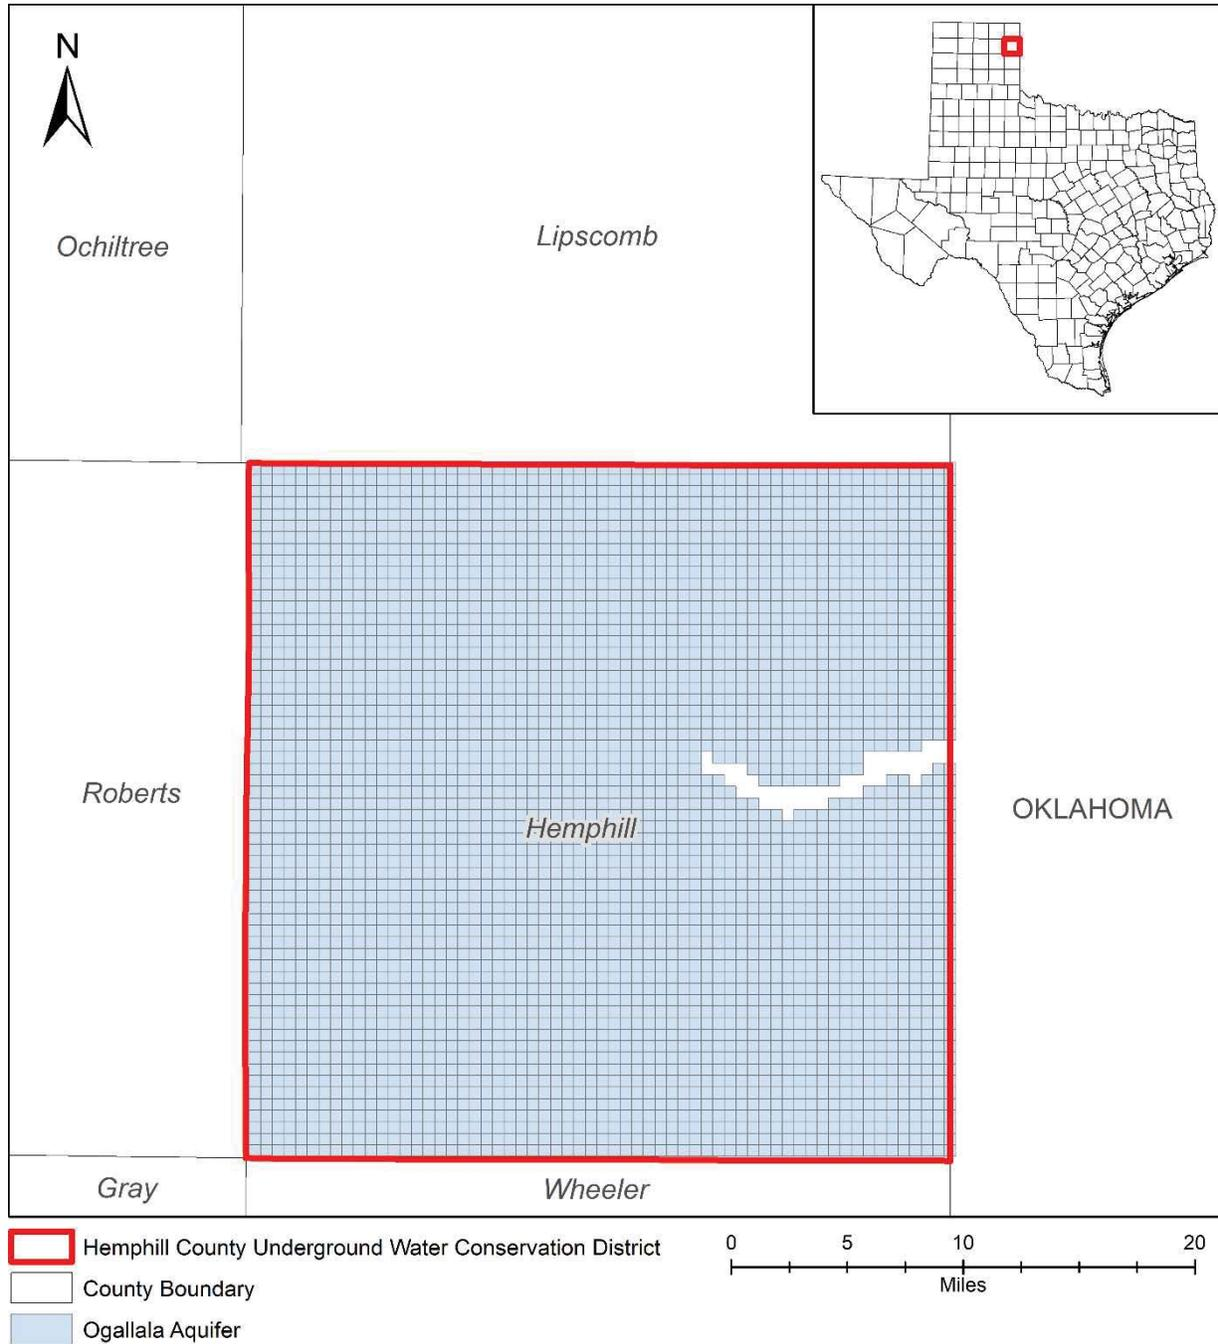 N
Ochiltree
Lipscomb
Roberts
Hemphill
OKLAHOMA
Gray
Wheeler
Hemphill County Underground Water Conservation District
County Boundary
Ogallala Aquifer
0 5 10 20
Miles